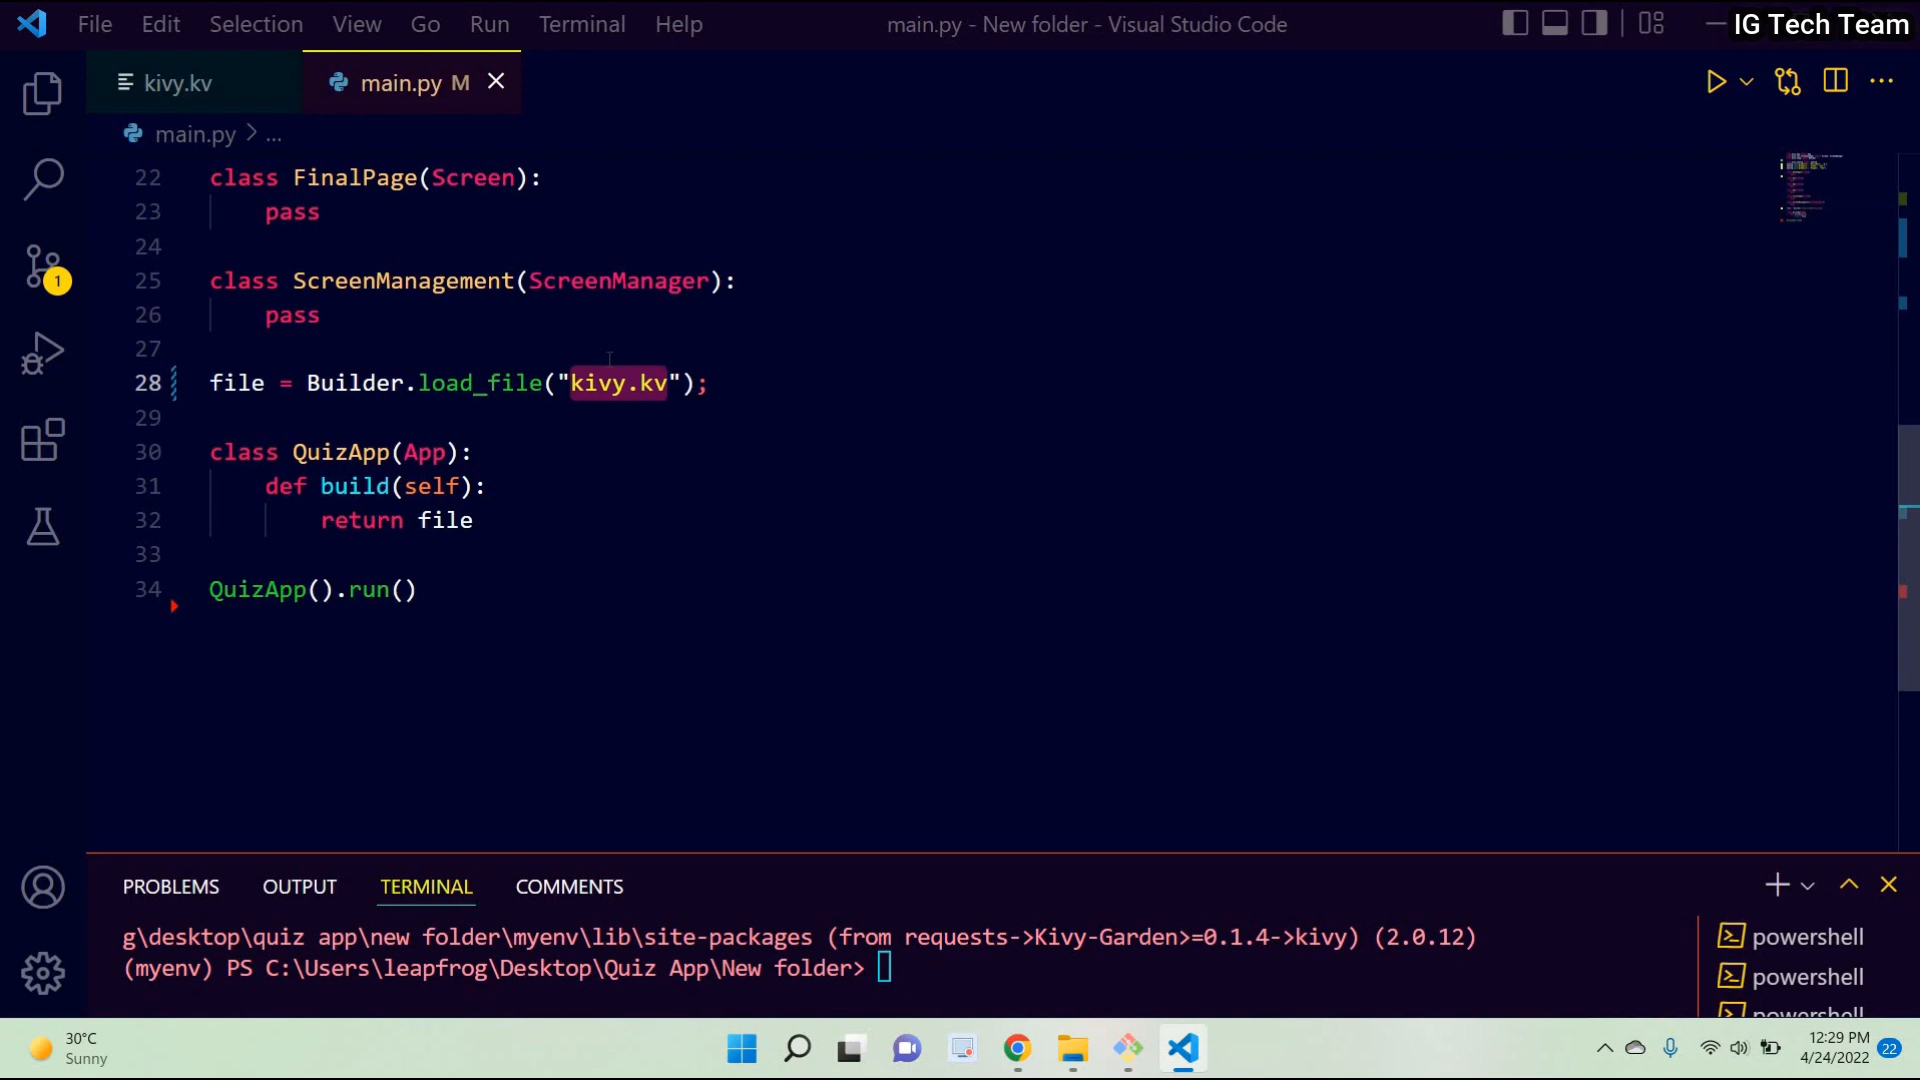 File Edit Selection View Go Run Terminal Help main.py - New folder - Visual Studio Code IG Tech Team
kivy.kv main.py M
main.py > ...
22 class FinalPage(Screen):
23 pass
24
25 class ScreenManagement(ScreenManager):
26 pass
27
28 file = Builder.load_file("kivy.kv");
29
30 class QuizApp(App):
31 def build(self):
32 return file
33
34 QuizApp().run()
1
PROBLEMS OUTPUT TERMINAL COMMENTS
g\desktop\quiz app\new folder\myenv\lib\site-packages (from requests->Kivy-Garden>=0.1.4->kivy) (2.0.12)
(myenv) PS C:\Users\leapfrog\Desktop\Quiz App\New folder>
powershell
powershell
powershell
30°C
Sunny
12:29 PM
4/24/2022
22